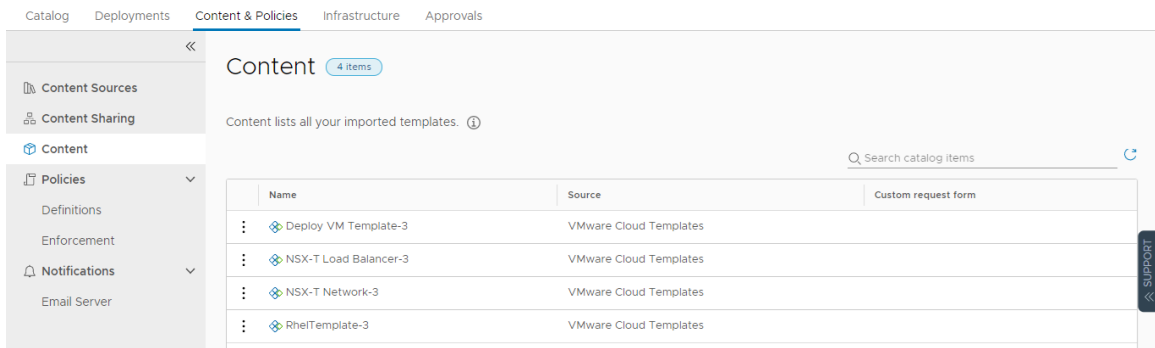 Catalog Deployments Content & Policies Infrastructure Approvals
Content Sources
Content Sharing
Content
Policies
Definitions
Enforcement
Notifications
Email Server
Content 4 items
Content lists all your imported templates.
Search catalog items
Name Source Custom request form
Deploy VM Template-3 VMware Cloud Templates
NSX-T Load Balancer-3 VMware Cloud Templates
NSX-T Network-3 VMware Cloud Templates
RhelTemplate-3 VMware Cloud Templates
SUPPORT